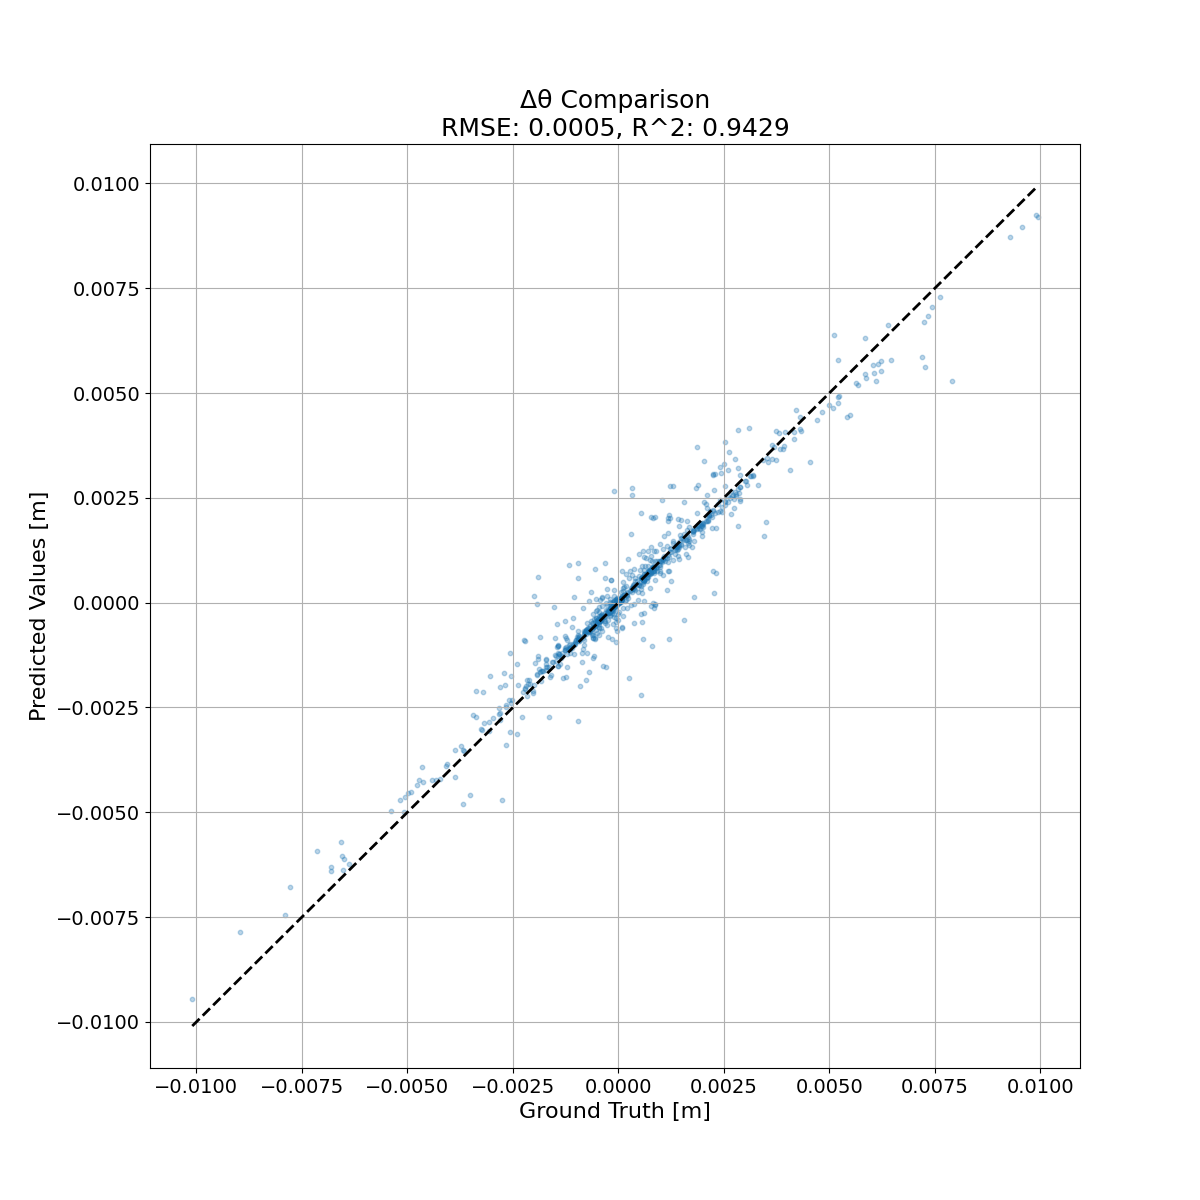 Δθ Comparison
RMSE: 0.0005, R^2: 0.9429
0.0100
0.0075
0.0050
0.0025
0.0000
−0.0025
−0.0050
−0.0075
−0.0100
Predicted Values [m]
−0.0100 −0.0075 −0.0050 −0.0025 0.0000 0.0025 0.0050 0.0075 0.0100
Ground Truth [m]